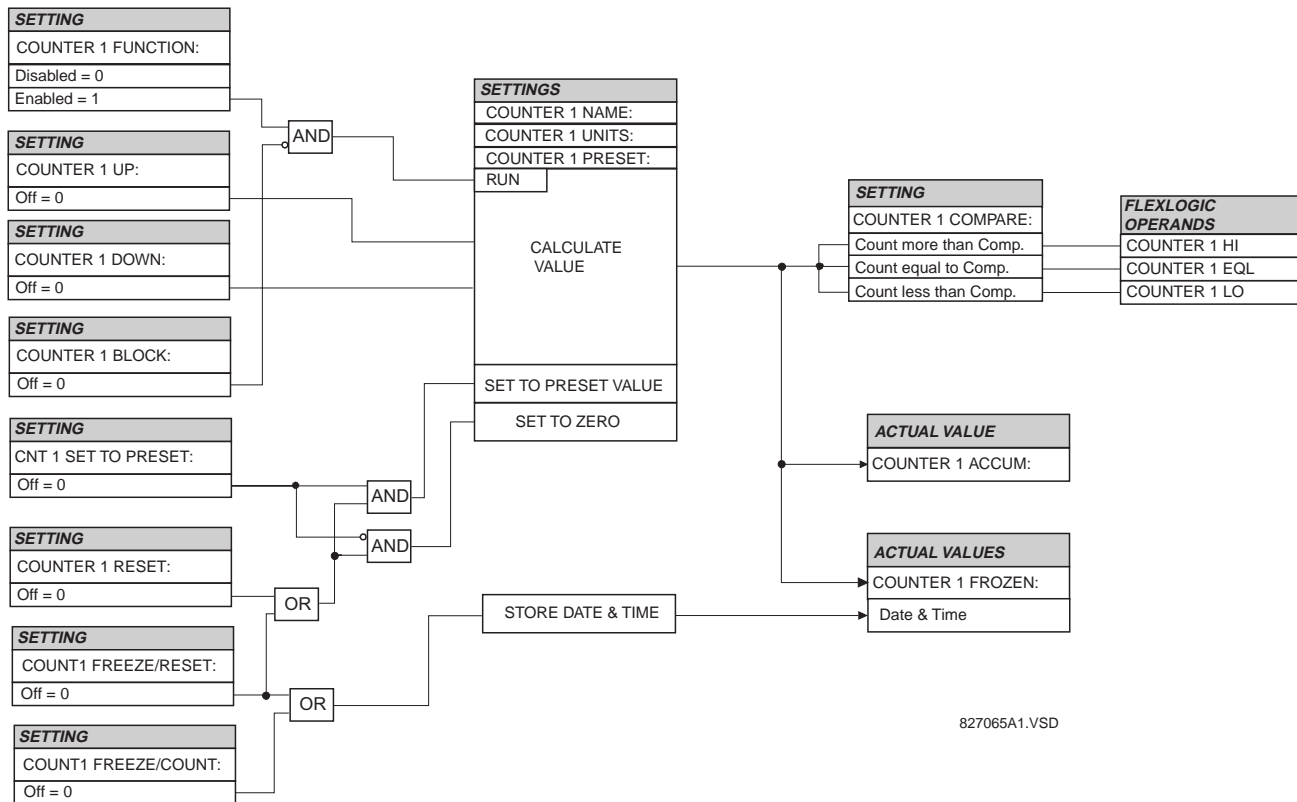 SETTING
COUNTER 1 FUNCTION:
Disabled = 0
Enabled = 1
SETTING
COUNTER 1 UP:
Off = 0
SETTING
COUNTER 1 DOWN:
Off = 0
SETTING
COUNTER 1 BLOCK:
Off = 0
SETTING
CNT 1 SET TO PRESET:
Off = 0
SETTING
COUNTER 1 RESET:
Off = 0
SETTING
COUNT1 FREEZE/RESET:
Off = 0
SETTING
COUNT1 FREEZE/COUNT:
Off = 0
AND
AND
AND
OR
OR
SETTINGS
COUNTER 1 NAME:
COUNTER 1 UNITS:
COUNTER 1 PRESET:
RUN
CALCULATE
VALUE
SET TO PRESET VALUE
SET TO ZERO
STORE DATE & TIME
SETTING
COUNTER 1 COMPARE:
Count more than Comp.
Count equal to Comp.
Count less than Comp.
FLEXLOGIC
OPERANDS
COUNTER 1 HI
COUNTER 1 EQL
COUNTER 1 LO
ACTUAL VALUE
COUNTER 1 ACCUM:
ACTUAL VALUES
COUNTER 1 FROZEN:
Date & Time
827065A1.VSD